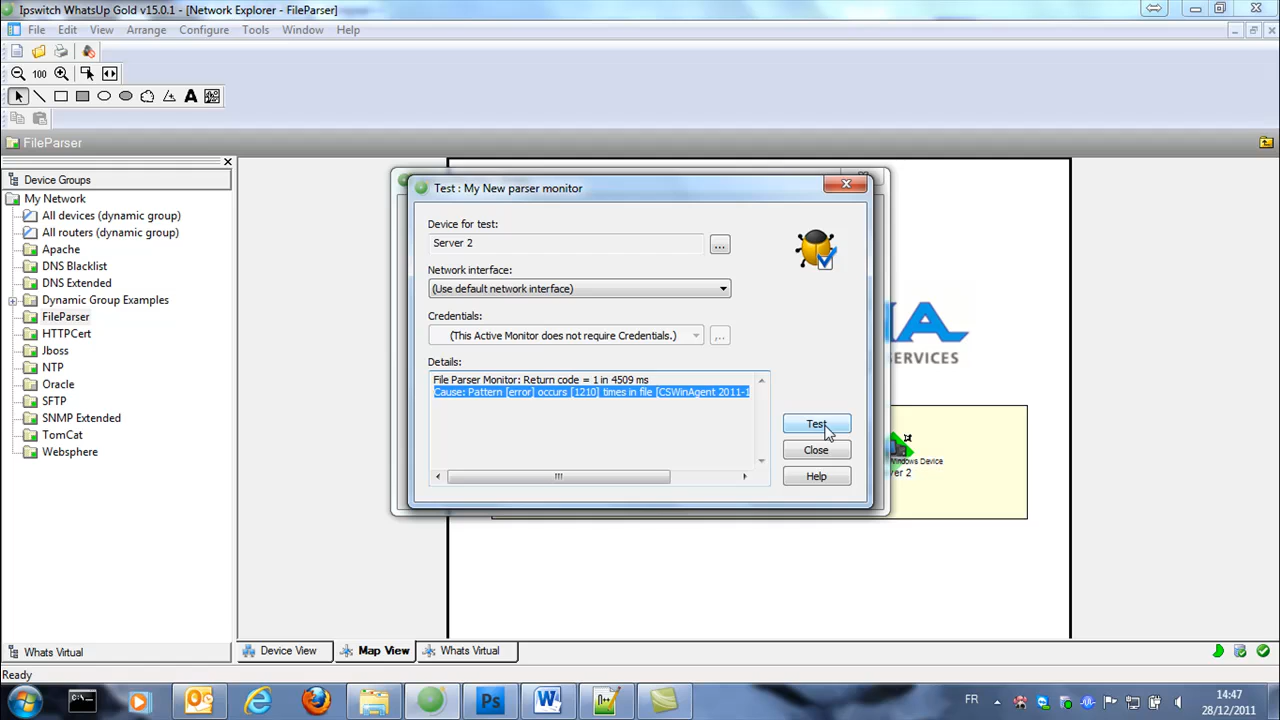 Ipswitch WhatsUp Gold v15.0.1 - [Network Explorer - FileParser]
File Edit View Arrange Configure Tools Window Help
100
A
FileParser
Device Groups
My Network
All devices (dynamic group)
All routers (dynamic group)
Apache
DNS Blacklist
DNS Extended
Dynamic Group Examples
FileParser
HTTPCert
Jboss
NTP
Oracle
SFTP
SNMP Extended
TomCat
Websphere
Whats Virtual
Test : My New parser monitor
Device for test:
Server 2
...
Network interface:
(Use default network interface)
Credentials:
(This Active Monitor does not require Credentials.)
...
Details:
File Parser Monitor: Return code = 1 in 4509 ms
Cause: Pattern [error] occurs [1210] times in file [CSWinAgent 2011-1
Test
Close
Help
SERVICES
Windows Device
Device View Map View Whats Virtual
Ready
FR
14:47
28/12/2011